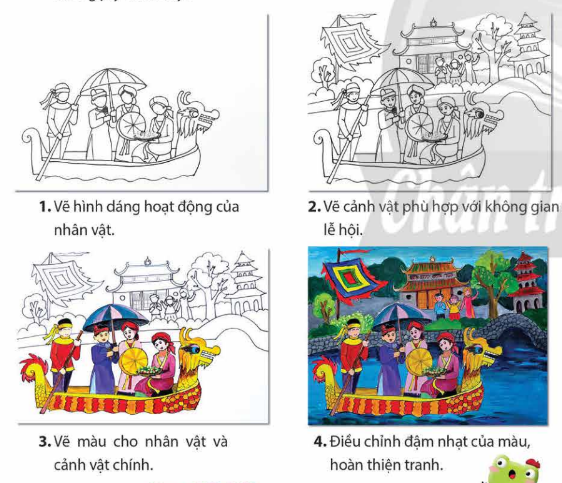 1. Vẽ hình dáng hoạt động của
nhân vật.
2. Vẽ cảnh vật phù hợp với không gian
lễ hội.
3. Vẽ màu cho nhân vật và
cảnh vật chính.
4. Điều chỉnh đậm nhạt của màu,
hoàn thiện tranh.
Chân tr